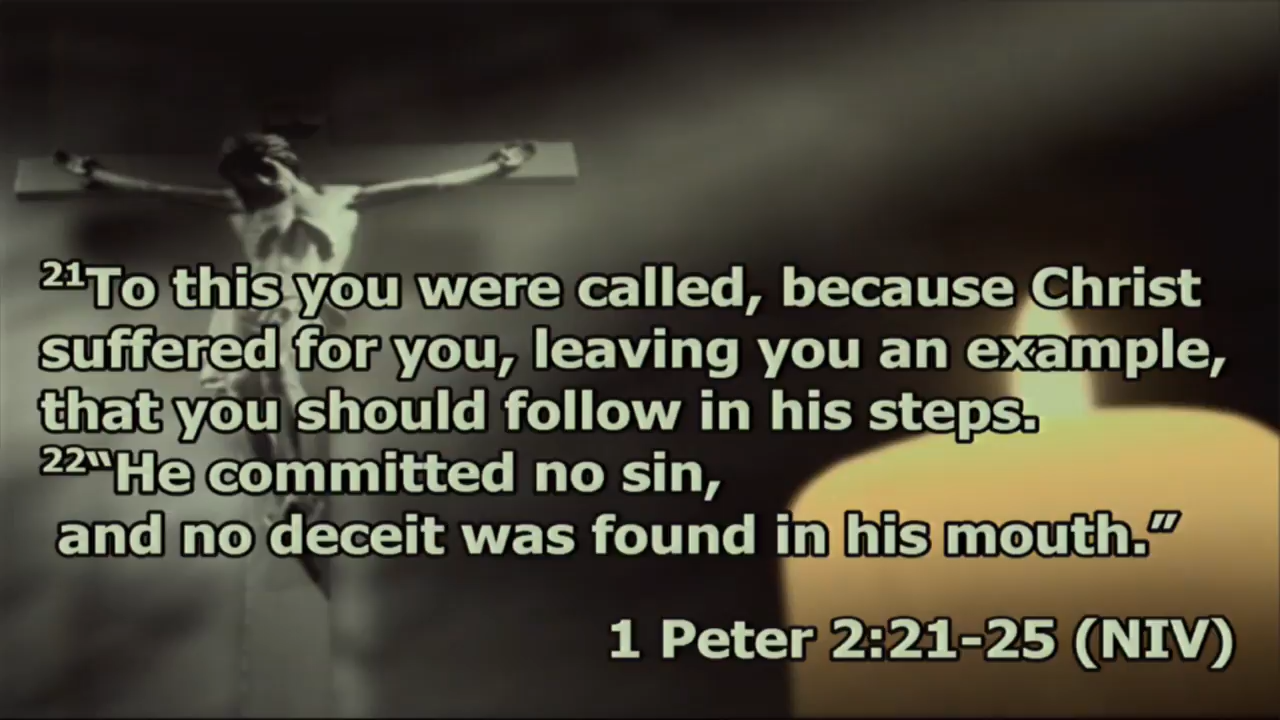 ²¹To this you were called, because Christ
suffered for you, leaving you an example,
that you should follow in his steps.
²²“He committed no sin,
and no deceit was found in his mouth.”
1 Peter 2:21-25 (NIV)